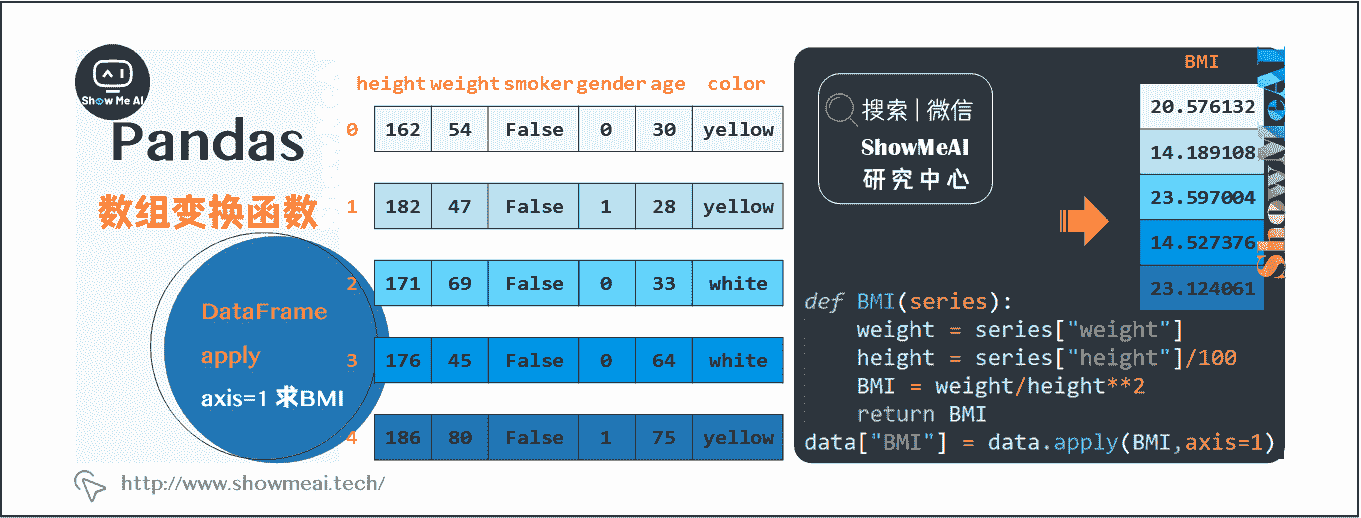 Show Me AI
Pandas
数组变换函数
DataFrame
apply
axis=1 求BMI
http://www.showmeai.tech/
height weight smoker gender age color
0 162 54 False 0 30 yellow
1 182 47 False 1 28 yellow
2 171 69 False 0 33 white
3 176 45 False 0 64 white
4 186 80 False 1 75 yellow
搜索 | 微信
ShowMeAI
研究中心
BMI
20.576132
14.189108
23.597004
14.527376
23.124061
ShowMeAI
def BMI(series):
    weight = series["weight"]
    height = series["height"]/100
    BMI = weight/height**2
    return BMI
data["BMI"] = data.apply(BMI,axis=1)